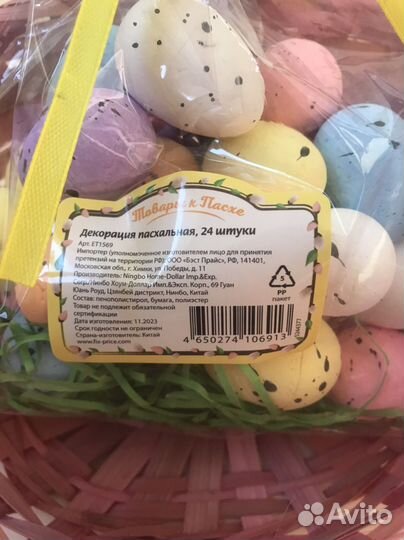 Товары к Пасхе
Декорация пасхальная, 24 штуки
Арт. ET1569
Импортер (уполномоченное изготовителем лицо для принятия
претензий на территории РФ): ООО «Бэст Прайс», РФ, 141401,
Московская обл., г. Химки, ул. Победы, д. 11
Производитель: Ningbo Home-Dollar Imp.&Exp.
Corp./Нинбо Хоум-Доллар Имп.&Эксп. Корп., 69 Гуан
Юань Роуд, Цзянбей дистрикт, Нинбо, Китай
Состав: пенополистирол, бумага, полиэстер
Товар не подлежит обязательной
сертификации
Дата изготовления: 11.2023
Срок годности не ограничен
Страна-изготовитель: Китай
www.fix-price.com
4 650274 106913
5
PP
пакет
Avito